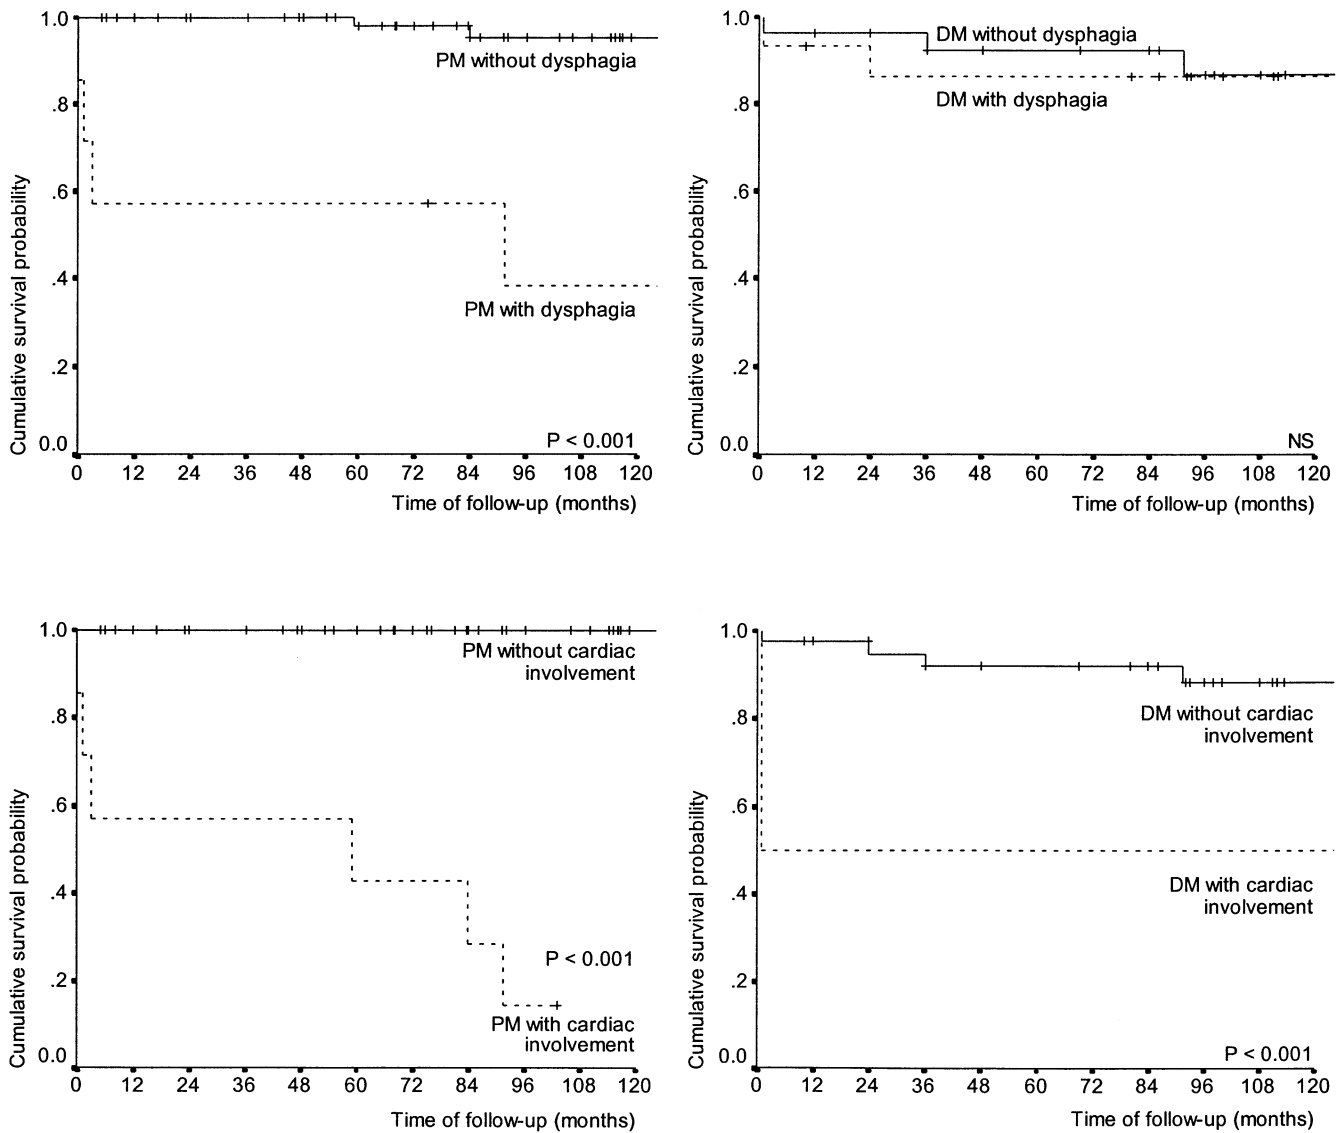 1.0
.8
.6
.4
.2
0.0
Cumulative survival probability
PM without dysphagia
PM with dysphagia
P < 0.001
0 12 24 36 48 60 72 84 96 108 120
Time of follow-up (months)
1.0
.8
.6
.4
.2
0.0
Cumulative survival probability
DM without dysphagia
DM with dysphagia
NS
0 12 24 36 48 60 72 84 96 108 120
Time of follow-up (months)
1.0
.8
.6
.4
.2
0.0
Cumulative survival probability
PM without cardiac
involvement
P < 0.001
PM with cardiac
involvement
0 12 24 36 48 60 72 84 96 108 120
Time of follow-up (months)
1.0
.8
.6
.4
.2
0.0
Cumulative survival probability
DM without cardiac
involvement
DM with cardiac
involvement
P < 0.001
0 12 24 36 48 60 72 84 96 108 120
Time of follow-up (months)